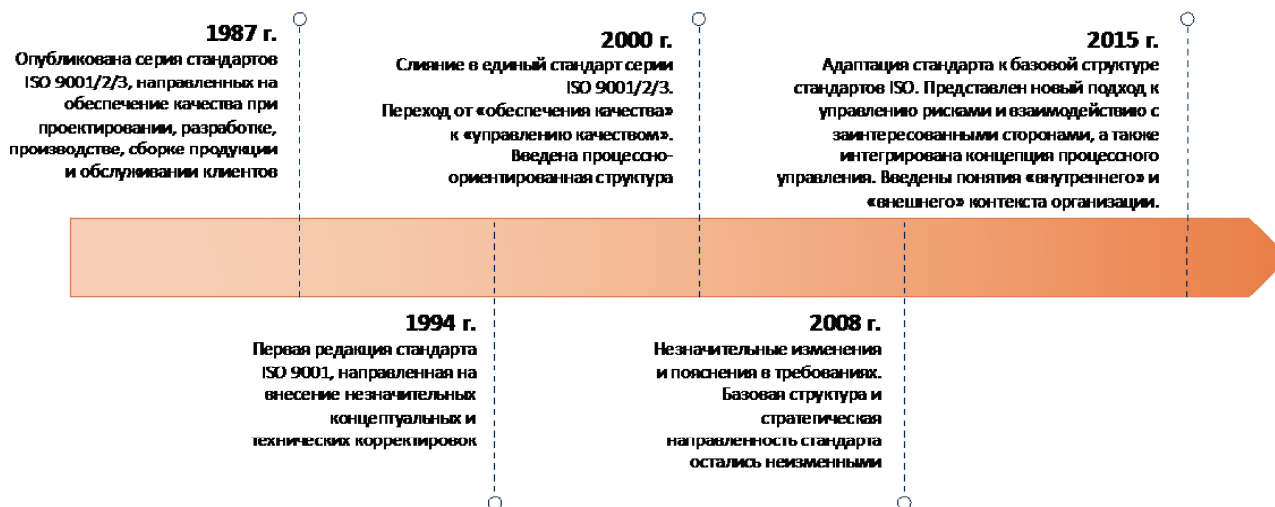 1987 г.
Опубликована серия стандартов
ISO 9001/2/3, направленных на
обеспечение качества при
проектировании, разработке,
производстве, сборке продукции
и обслуживании клиентов
2000 г.
Слияние в единый стандарт серии
ISO 9001/2/3.
Переход от «обеспечения качества»
к «управлению качеством».
Введена процессно-
ориентированная структура
2015 г.
Адаптация стандарта к базовой структуре
стандартов ISO. Представлен новый подход к
управлению рисками и взаимодействию с
заинтересованными сторонами, а также
интегрирована концепция процессного
управления. Введены понятия «внутреннего» и
«внешнего» контекста организации.
1994 г.
Первая редакция стандарта
ISO 9001, направленная на
внесение незначительных
концептуальных и
технических корректировок
2008 г.
Незначительные изменения
и пояснения в требованиях.
Базовая структура и
стратегическая
направленность стандарта
остались неизменными